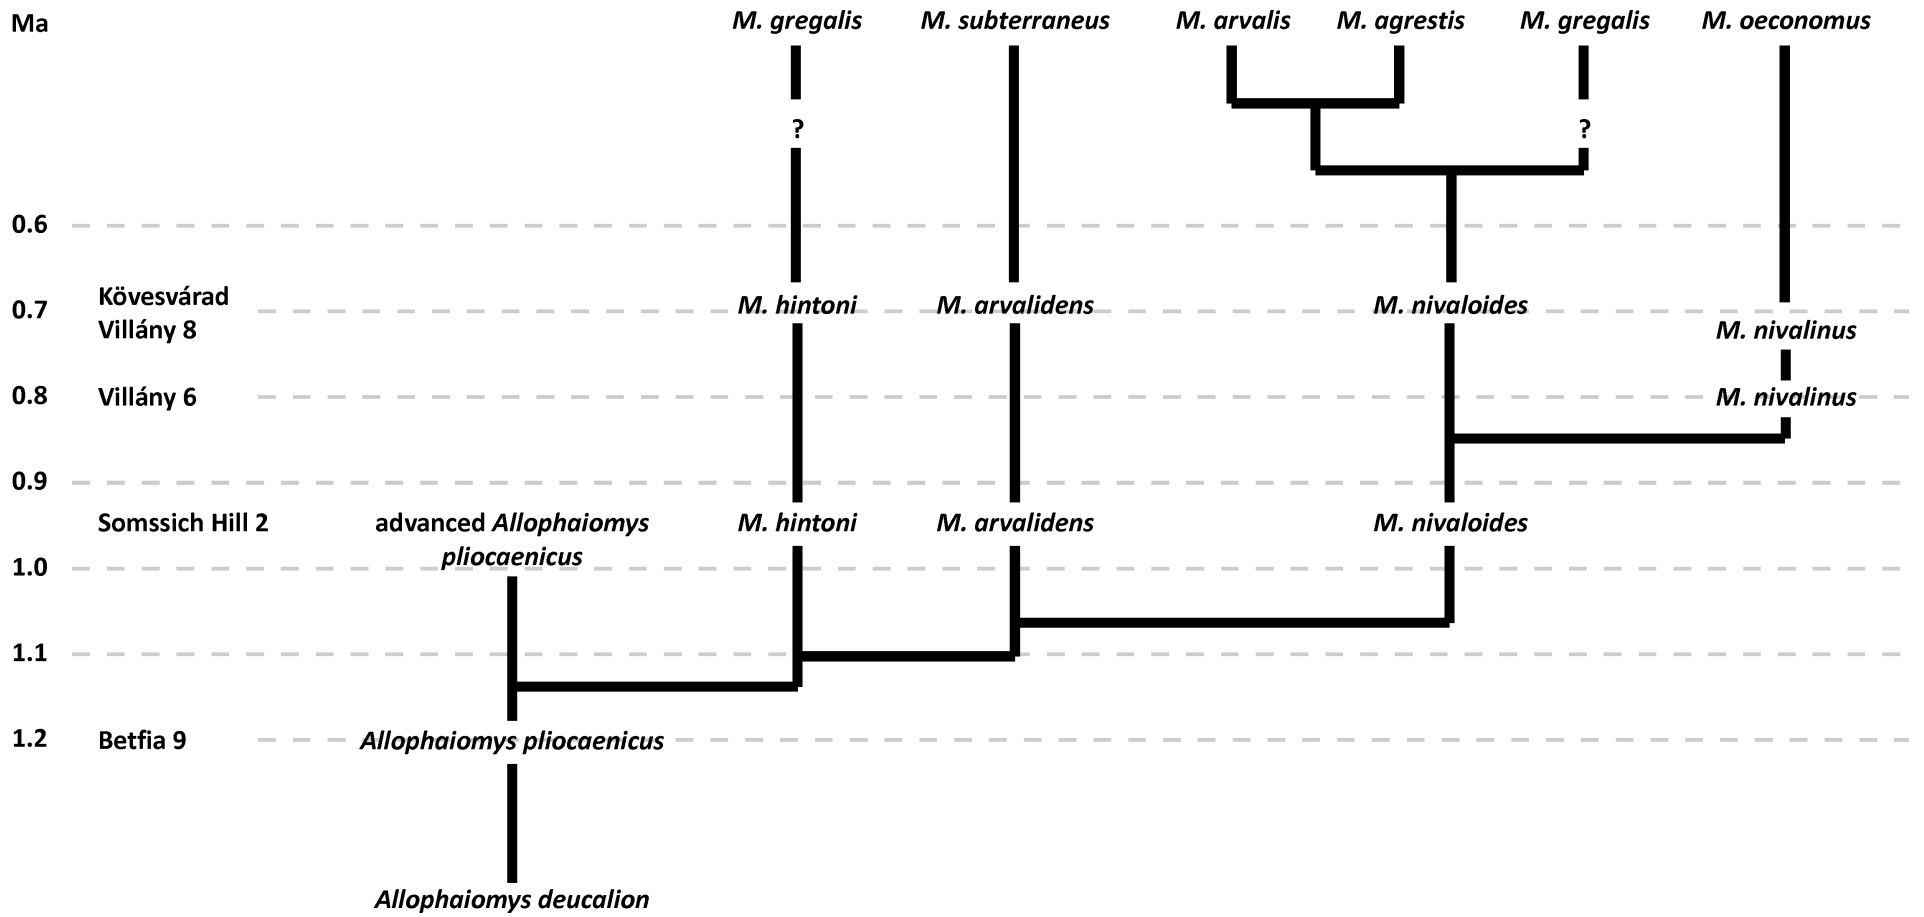 Ma
M. gregalis
M. subterraneus
M. arvalis
M. agrestis
M. gregalis
M. oeconomus
?
?
0.6
0.7
Kövesvárad
Villány 8
M. hintoni
M. arvalidens
M. nivaloides
M. nivalinus
0.8
Villány 6
M. nivalinus
0.9
Somssich Hill 2
advanced Allophaiomys
pliocaenicus
M. hintoni
M. arvalidens
M. nivaloides
1.0
1.1
1.2
Betfia 9
Allophaiomys pliocaenicus
Allophaiomys deucalion